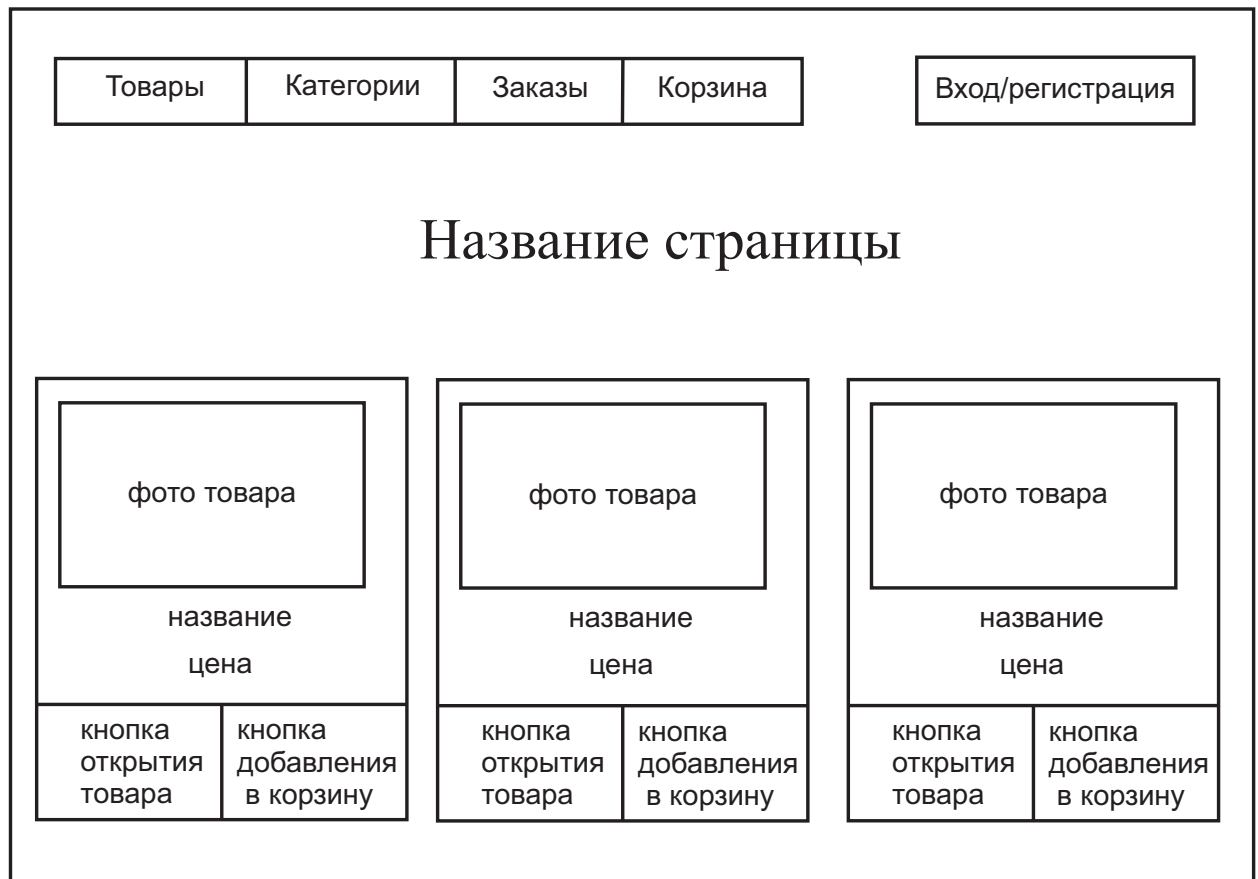 Товары Категории Заказы Корзина Вход/регистрация
Название страницы
фото товара фото товара фото товара
название название название
цена цена цена
кнопка кнопка кнопка кнопка кнопка кнопка
открытия добавления открытия добавления открытия добавления
товара в корзину товара в корзину товара в корзину